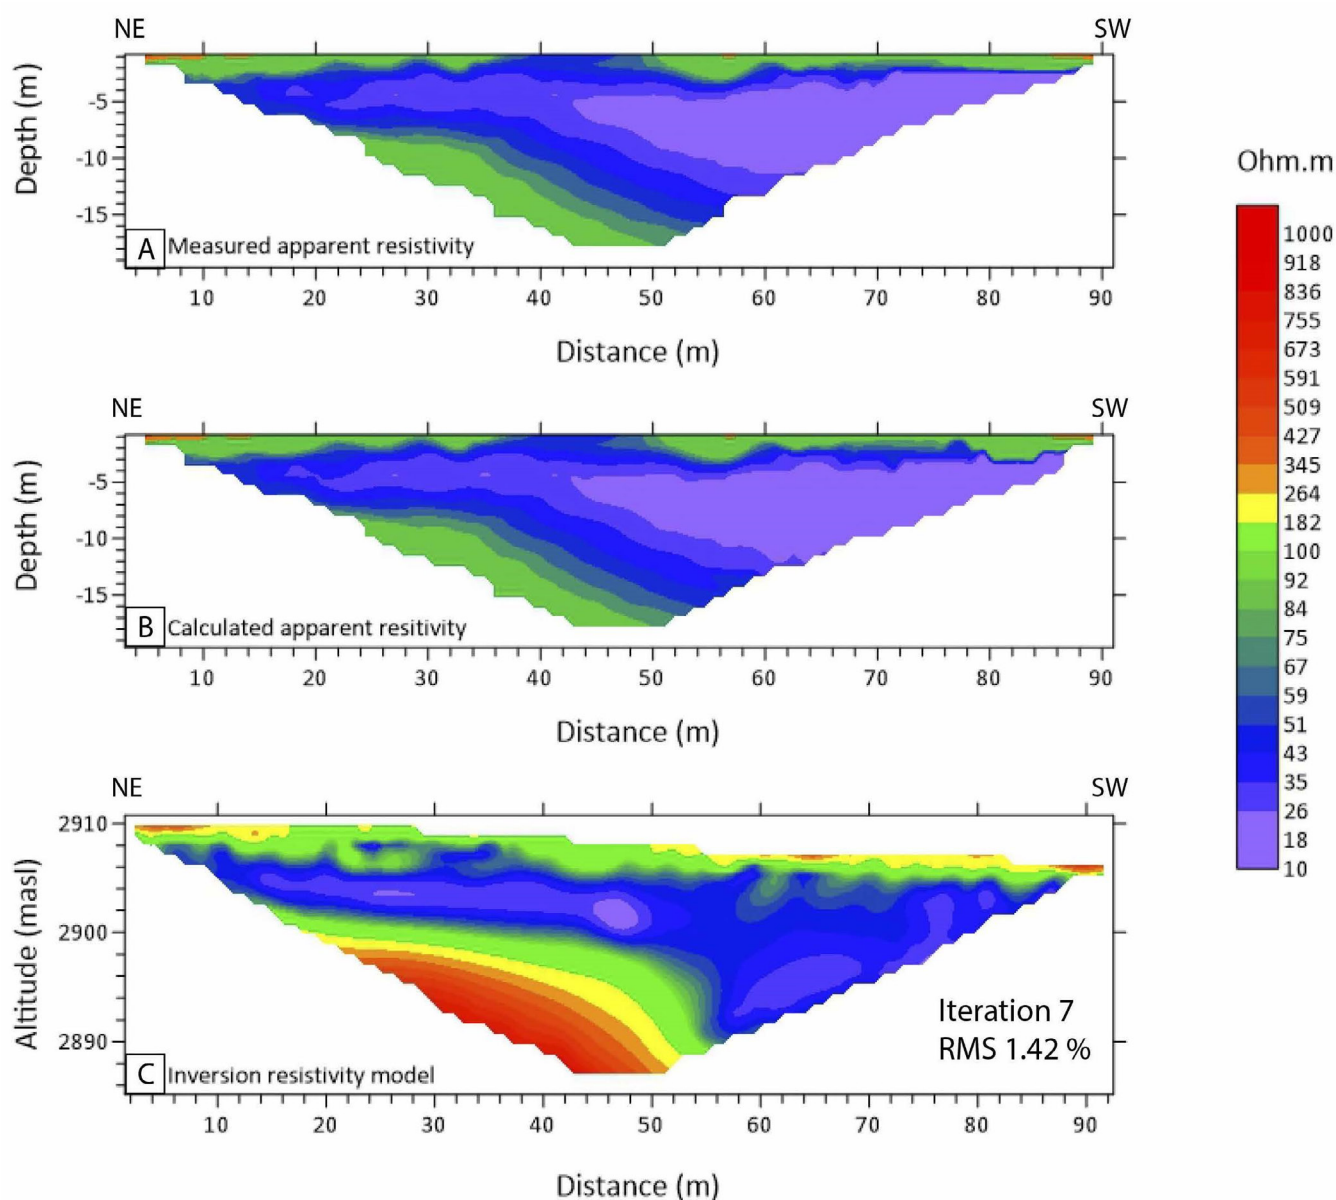 NE SW
Depth (m)
-5
-10
-15
A Measured apparent resistivity
10 20 30 40 50 60 70 80 90
Distance (m)
NE SW
Depth (m)
-5
-10
-15
B Calculated apparent resitivity
10 20 30 40 50 60 70 80 90
Distance (m)
NE SW
Altitude (masl)
2910
2900
2890
Iteration 7
RMS 1.42 %
C Inversion resistivity model
10 20 30 40 50 60 70 80 90
Distance (m)
Ohm.m
1000
918
836
755
673
591
509
427
345
264
182
100
92
84
75
67
59
51
43
35
26
18
10